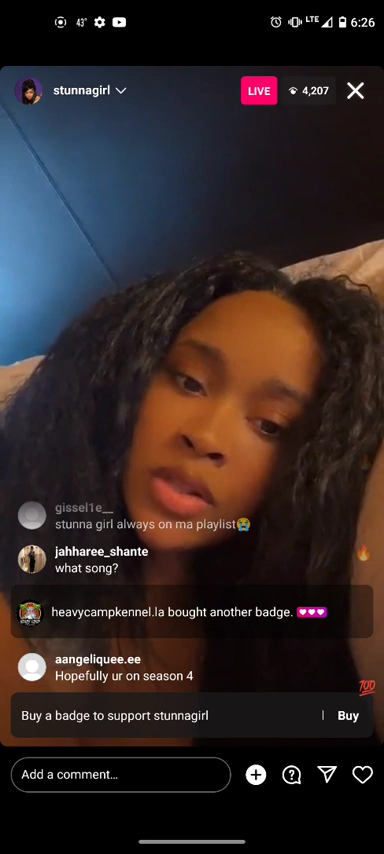 43° LTE 6:26
stunnagirl LIVE 4,207
gissel1e__
stunna girl always on ma playlist😭
jahharee_shante
what song?
heavycampkennel.la bought another badge.
aangeliquee.ee
Hopefully ur on season 4
💯
Buy a badge to support stunnagirl | Buy
Add a comment...